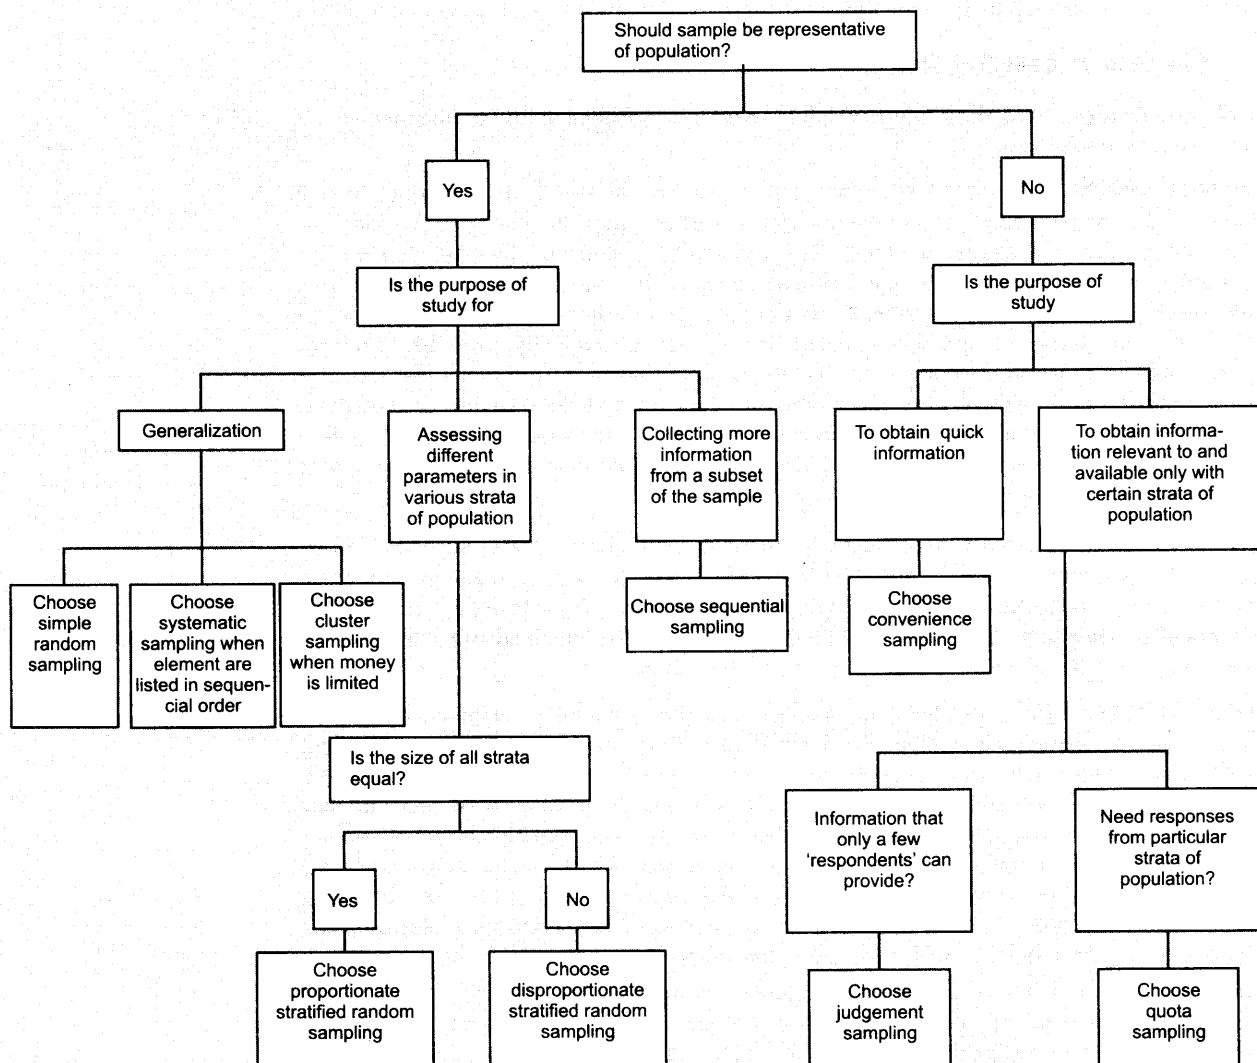 Should sample be representative
of population?
Yes
No
Is the purpose of
study for
Is the purpose of
study
Generalization
Assessing
different
parameters in
various strata
of population
Collecting more
information
from a subset
of the sample
To obtain quick
information
To obtain informa-
tion relevant to and
available only with
certain strata of
population
Choose
simple
random
sampling
Choose
systematic
sampling when
element are
listed in sequen-
cial order
Choose
cluster
sampling
when money
is limited
Choose sequential
sampling
Choose
convenience
sampling
Is the size of all strata
equal?
Information that
only a few
‘respondents’ can
provide?
Need responses
from particular
strata of
population?
Yes
No
Choose
proportionate
stratified random
sampling
Choose
disproportionate
stratified random
sampling
Choose
judgement
sampling
Choose
quota
sampling